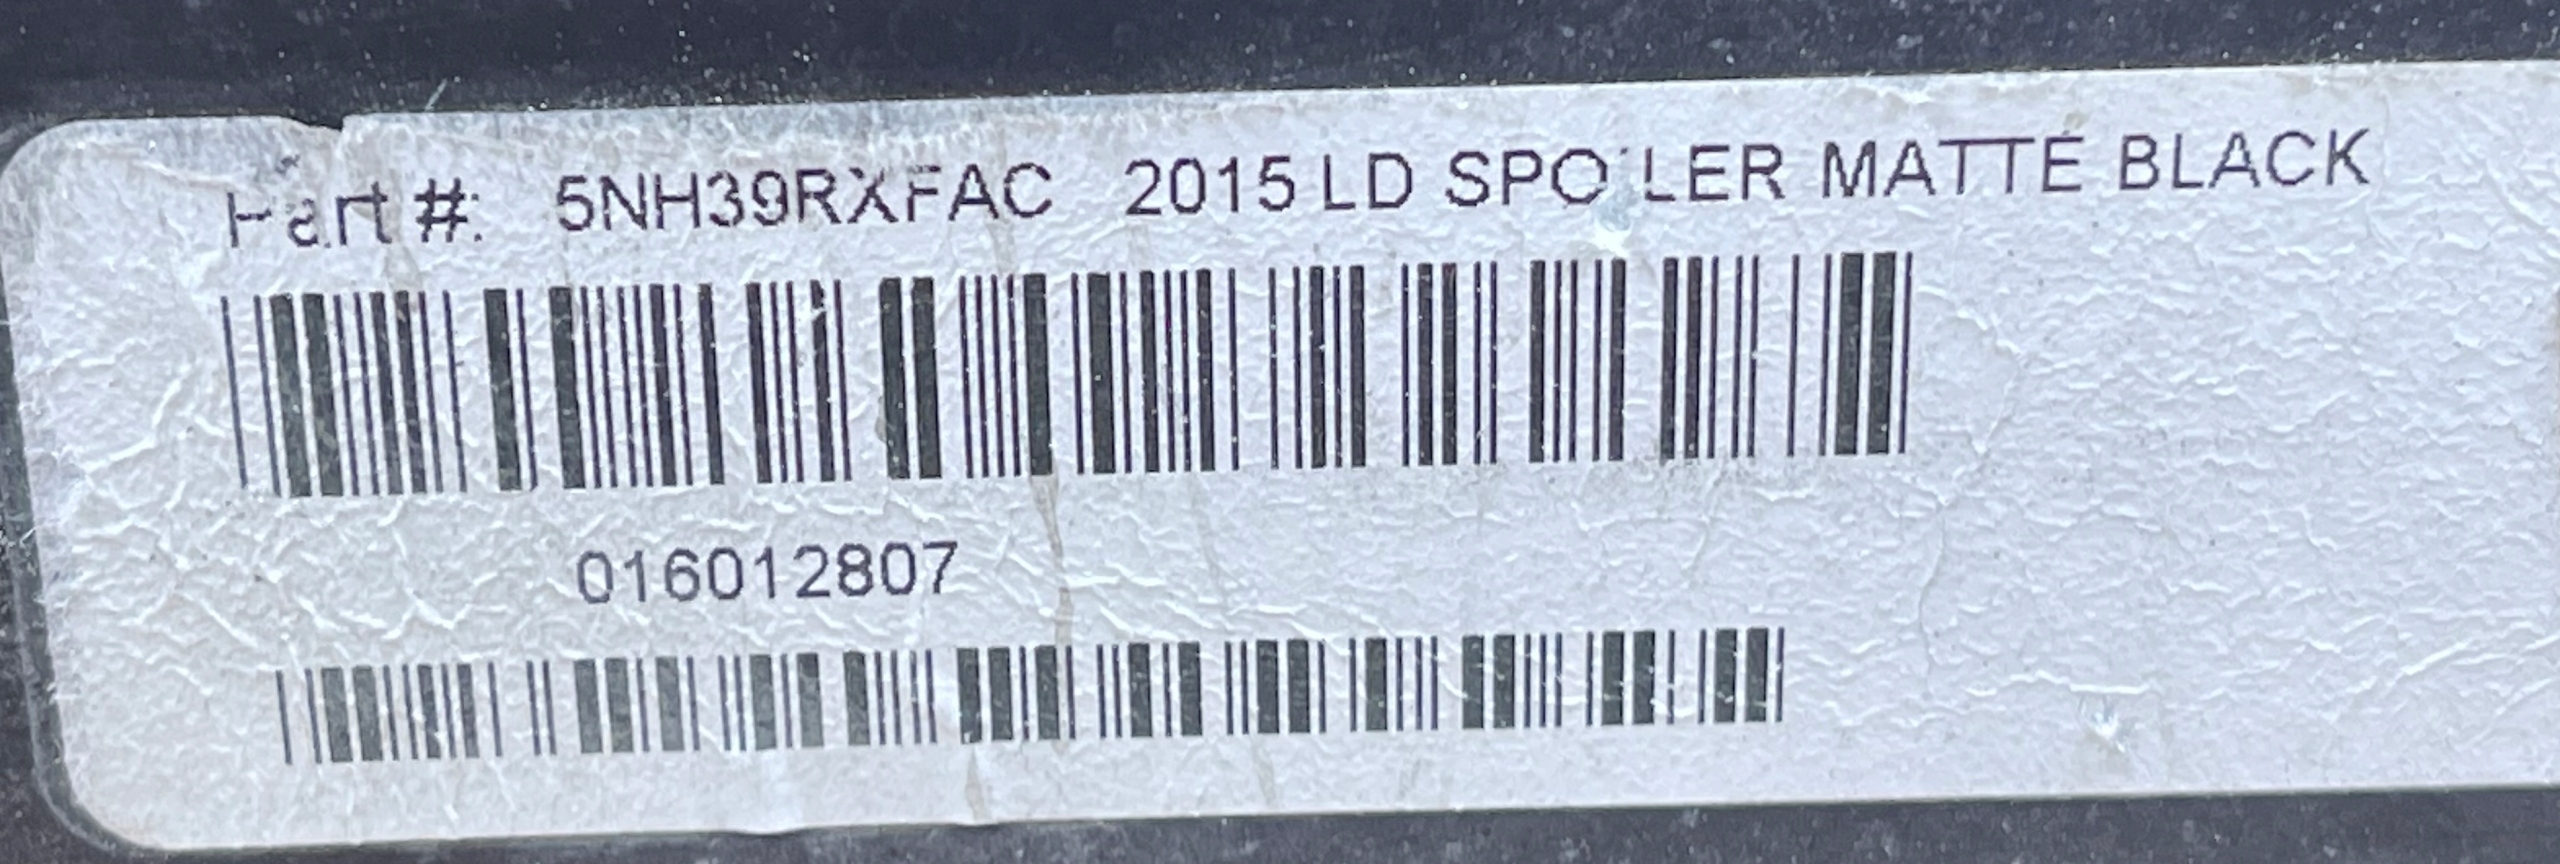 Part #: 5NH39RXFAC 2015 LD SPOILER MATTE BLACK
016012807